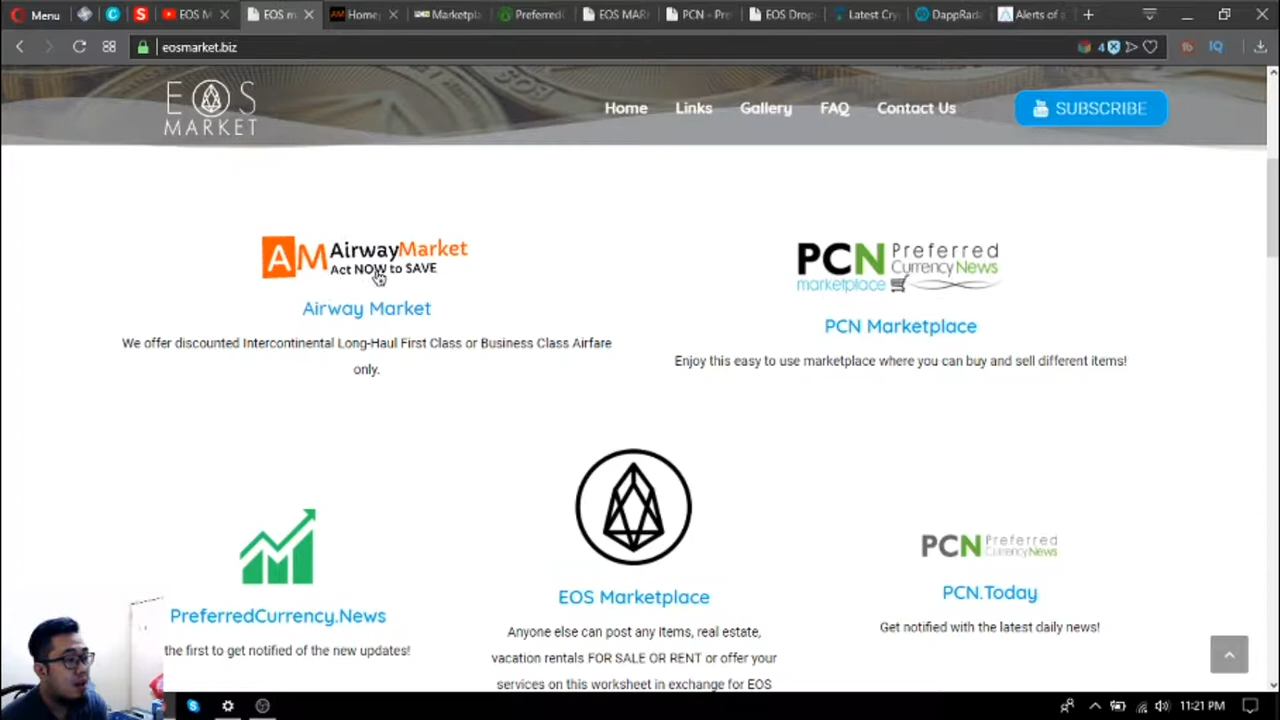 Menu
EOS M
EOS m
Home
Marketpla
Preferred
EOS MAR
PCN - Pre
EOS Drop
Latest Cry
DappRad
Alerts of a
eosmarket.biz
4
IQ
EOS
MARKET
Home
Links
Gallery
FAQ
Contact Us
SUBSCRIBE
AM AirwayMarket
Act NOW to SAVE
Airway Market
We offer discounted Intercontinental Long-Haul First Class or Business Class Airfare
only.
PCN Preferred
Currency News
marketplace
PCN Marketplace
Enjoy this easy to use marketplace where you can buy and sell different items!
PreferredCurrency.News
the first to get notified of the new updates!
EOS Marketplace
Anyone else can post any Items, real estate,
vacation rentals FOR SALE OR RENT or offer your
services on this worksheet in exchange for EOS
PCN Preferred
Currency News
PCN.Today
Get notified with the latest daily news!
11:21 PM